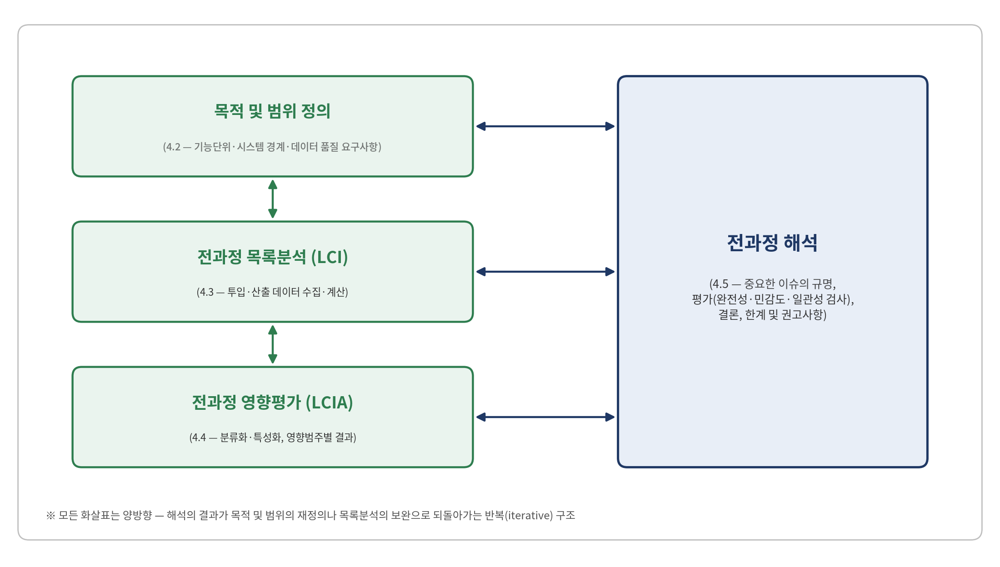 목적 및 범위 정의
(4.2 — 기능단위·시스템 경계·데이터 품질 요구사항)
전과정 목록분석 (LCI)
(4.3 — 투입·산출 데이터 수집·계산)
전과정 영향평가 (LCIA)
(4.4 — 분류화·특성화, 영향범주별 결과)
전과정 해석
(4.5 — 중요한 이슈의 규명,
평가(완전성·민감도·일관성 검사),
결론, 한계 및 권고사항)
※ 모든 화살표는 양방향 — 해석의 결과가 목적 및 범위의 재정의나 목록분석의 보완으로 되돌아가는 반복(iterative) 구조